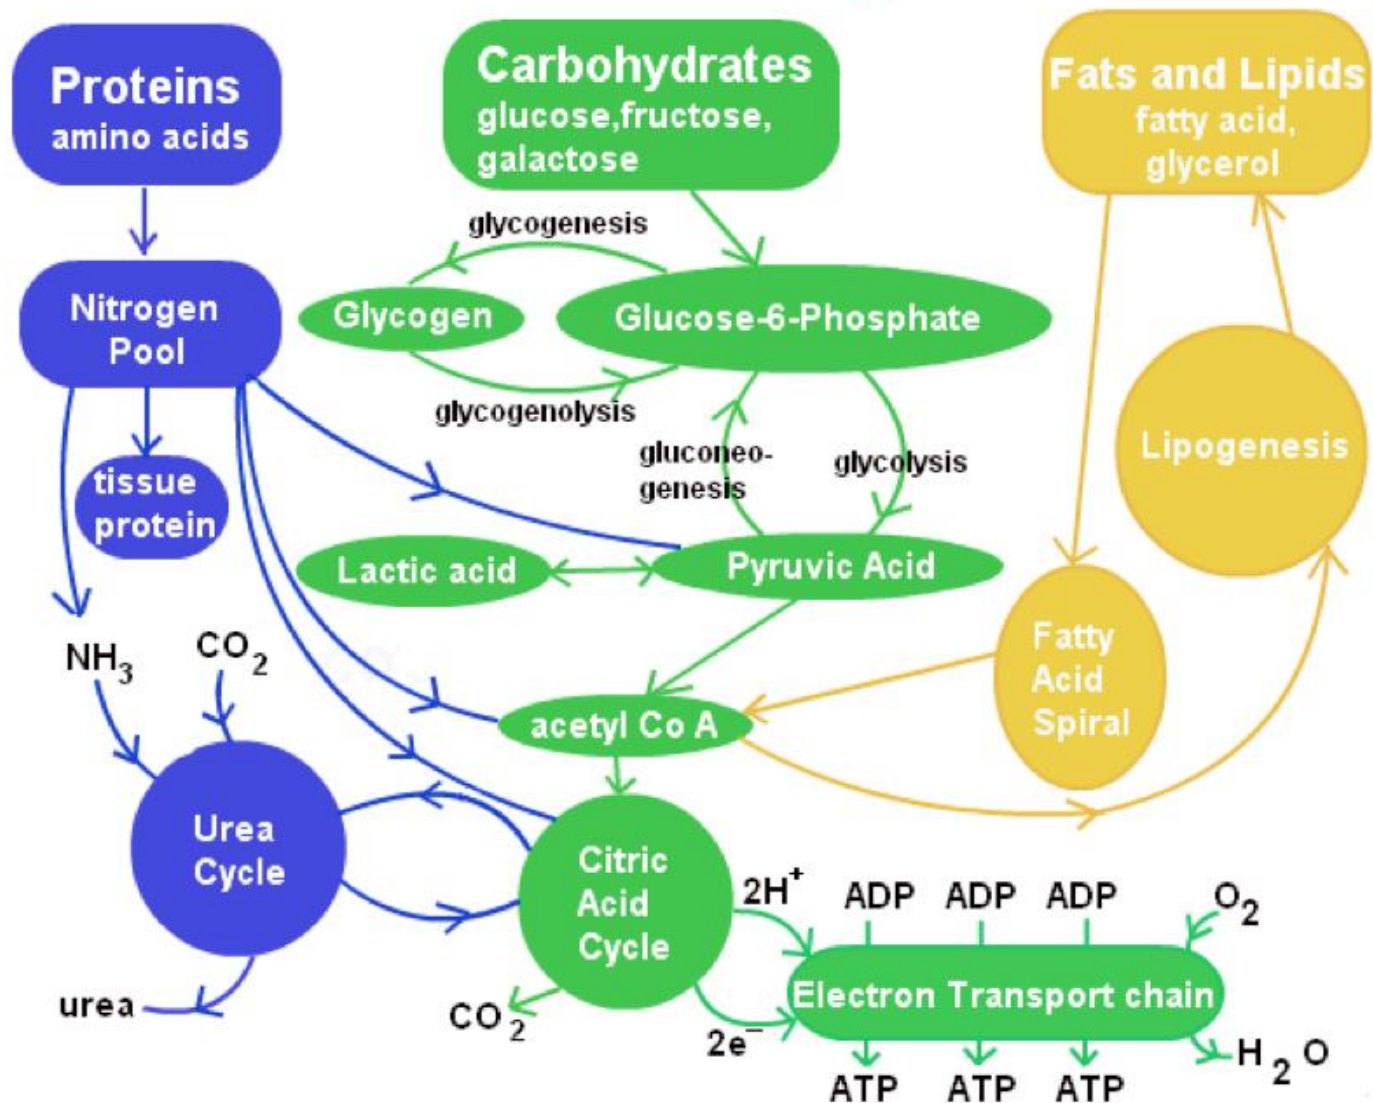 Proteins
amino acids
Carbohydrates
glucose,fructose,
galactose
Fats and Lipids
fatty acid,
glycerol
glycogenesis
Nitrogen
Pool
Glycogen
Glucose-6-Phosphate
glycogenolysis
gluconeo-
genesis
glycolysis
Lipogenesis
tissue
protein
Lactic acid
Pyruvic Acid
NH3
CO2
Fatty
Acid
Spiral
acetyl Co A
Urea
Cycle
Citric
Acid
Cycle
2H+
ADP ADP ADP
O2
urea
CO2
2e−
Electron Transport chain
H2O
ATP ATP ATP